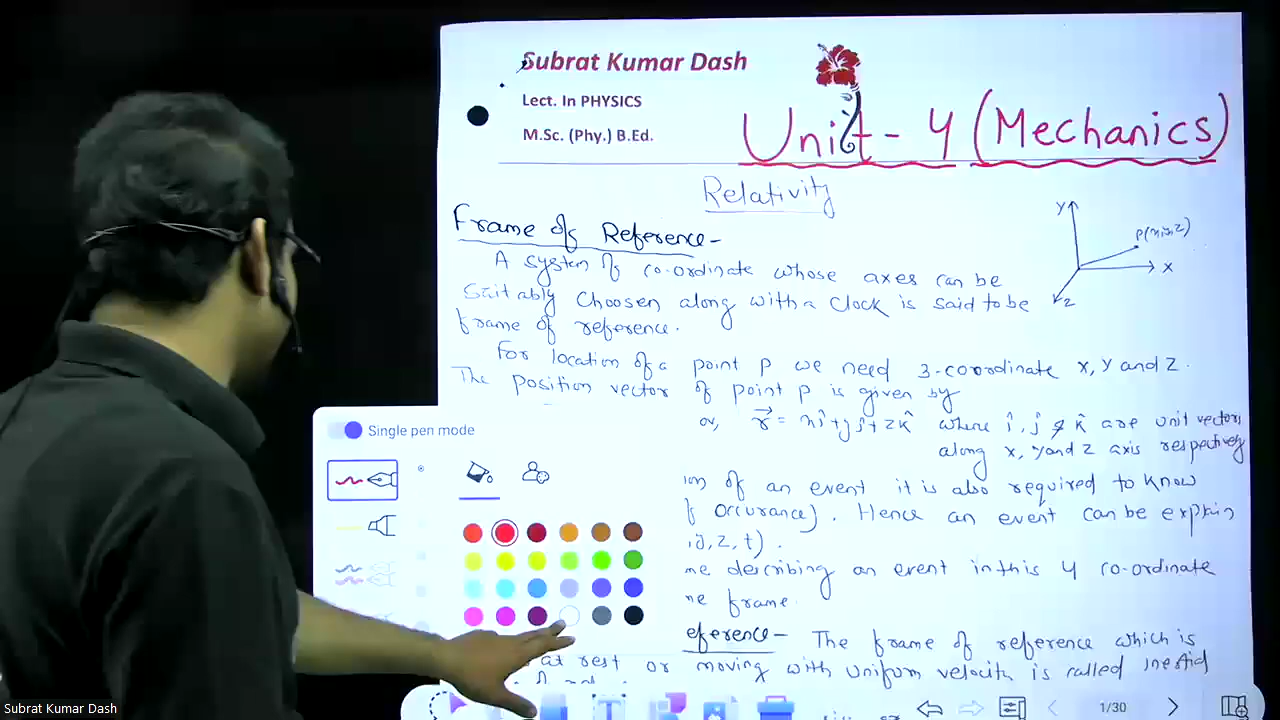 Subrat Kumar Dash
Lect. In PHYSICS
M.Sc. (Phy.) B.Ed.
Unit - 4 (Mechanics)
Relativity
Frame of Reference -
A system of co-ordinate whose axes can be
suitably choosen along with a clock is said to be
frame of reference.
Y
P(x,y,z)
X
Z
For location of a point P we need 3-coordinate x, y and z.
The position vector of point P is given by
or, r⃗ = xî+yĵ+zk̂ where î, ĵ & k̂ are unit vectors
along x, y and z axis respectively
ion of an event it is also required to know
f occurance). Hence an event can be explain
y, z, t).
me describing an event in this 4 co-ordinate
me frame.
eference - The frame of reference which is
at rest or moving with uniform velocity is called inertial
Single pen mode
T
1/30
Subrat Kumar Dash